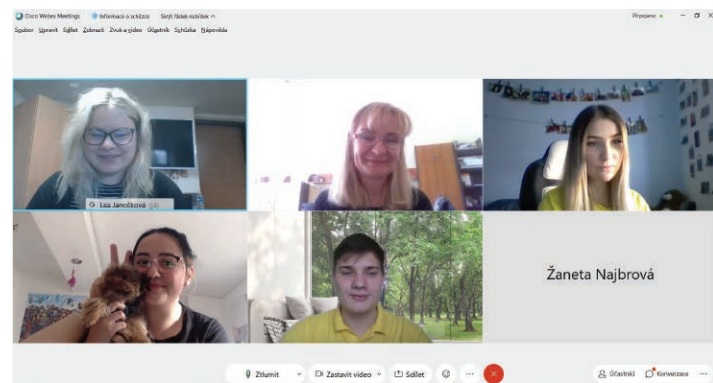 Cisco Webex Meetings Informace o schůzce Skrýt řádek nabídek ^
Připojeno
Soubor Upravit Sdílet Zobrazit Zvuk a video Účastník Schůzka Nápověda
Lea Janošková
Žaneta Najbrová
Ztlumit Zastavit video Sdílet
Účastníci Konverzace